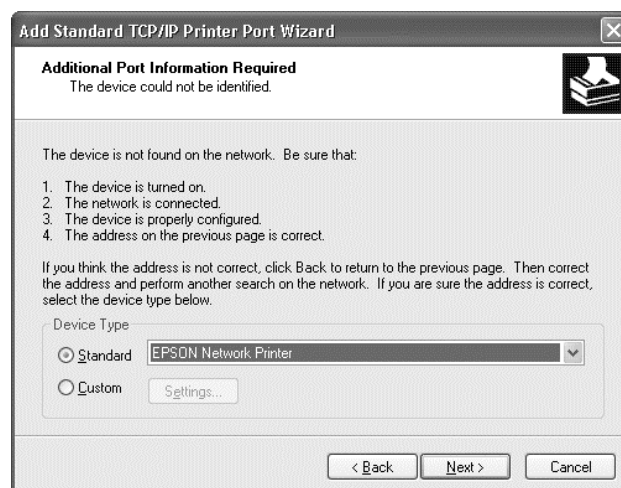 Add Standard TCP/IP Printer Port Wizard
Additional Port Information Required
The device could not be identified.
The device is not found on the network. Be sure that:
1. The device is turned on.
2. The network is connected.
3. The device is properly configured.
4. The address on the previous page is correct.
If you think the address is not correct, click Back to return to the previous page. Then correct
the address and perform another search on the network. If you are sure the address is correct,
select the device type below.
Device Type
Standard EPSON Network Printer
Custom Settings...
< Back Next > Cancel